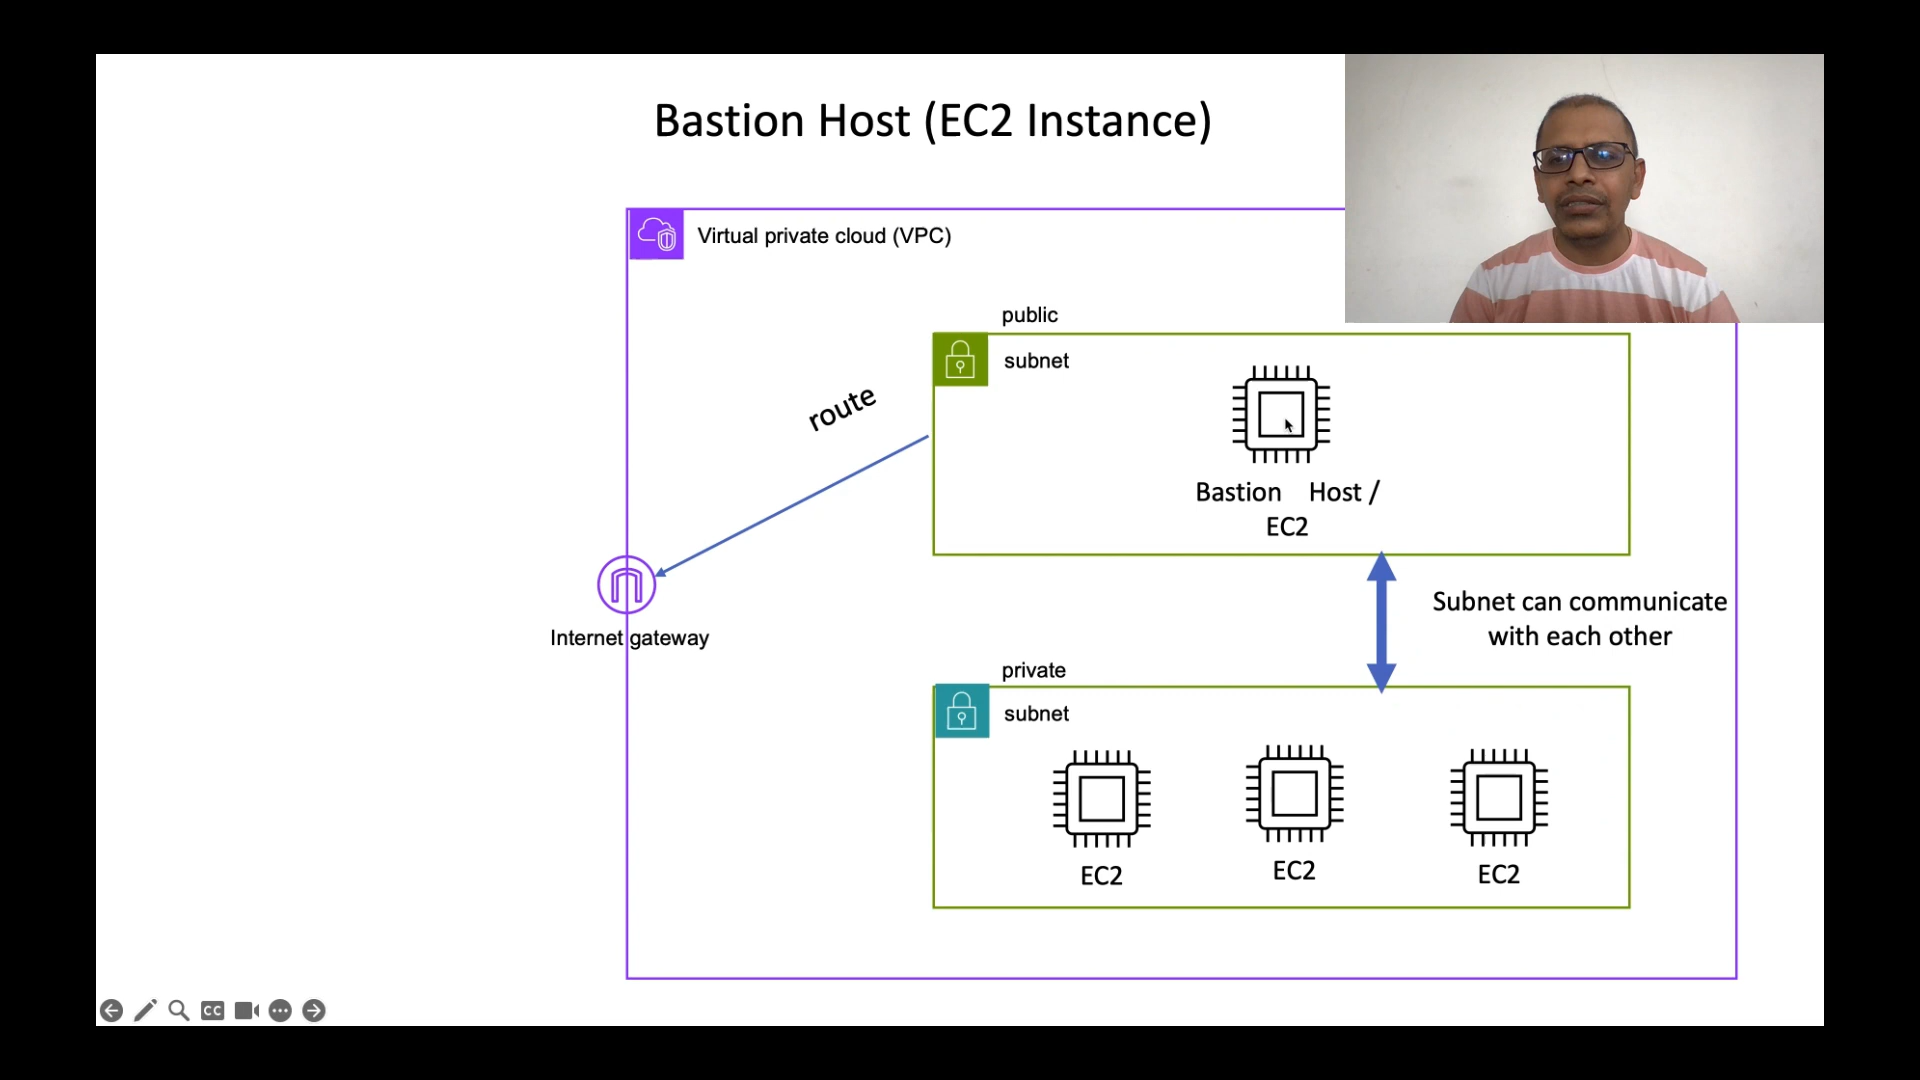 Bastion Host (EC2 Instance)
Virtual private cloud (VPC)
public
subnet
route
Bastion Host /
EC2
Internet gateway
Subnet can communicate
with each other
private
subnet
EC2
EC2
EC2
CC